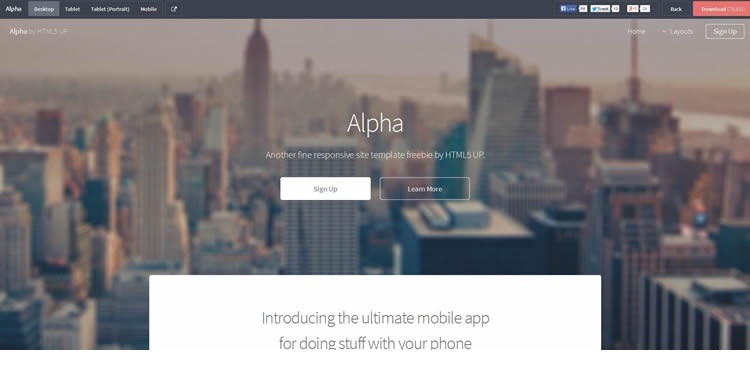 Alpha Desktop Tablet Tablet (Portrait) Mobile Like Tweet Back Download
Alpha by HTML5 UP Home Layouts Sign Up
Alpha
Another fine responsive site template freebie by HTML5 UP.
Sign Up Learn More
Introducing the ultimate mobile app
for doing stuff with your phone